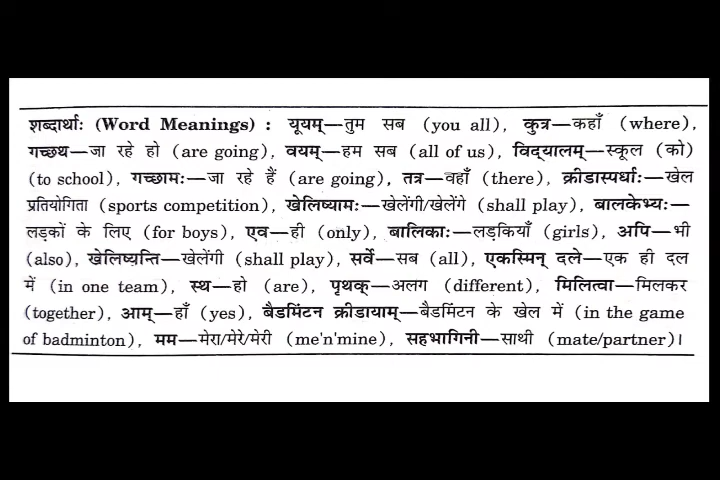 शब्दार्थाः (Word Meanings) : यूयम्—तुम सब (you all), कुत्र—कहाँ (where),
गच्छथ—जा रहे हो (are going), वयम्—हम सब (all of us), विद्यालम्—स्कूल (को)
(to school), गच्छामः—जा रहे हैं (are going), तत्र—वहाँ (there), क्रीडास्पर्धाः—खेल
प्रतियोगिता (sports competition), खेलिष्यामः—खेलेंगी/खेलेंगे (shall play), बालकेभ्यः—
लड़कों के लिए (for boys), एव—ही (only), बालिकाः—लड़कियाँ (girls), अपि—भी
(also), खेलिष्यन्ति—खेलेंगी (shall play), सर्वे—सब (all), एकस्मिन् दले—एक ही दल
में (in one team), स्थ—हो (are), पृथक्—अलग (different), मिलित्वा—मिलकर
(together), आम्—हाँ (yes), बैडमिंटन क्रीडायाम्—बैडमिंटन के खेल में (in the game
of badminton), मम—मेरा/मेरे/मेरी (me'n'mine), सहभागिनी—साथी (mate/partner)।